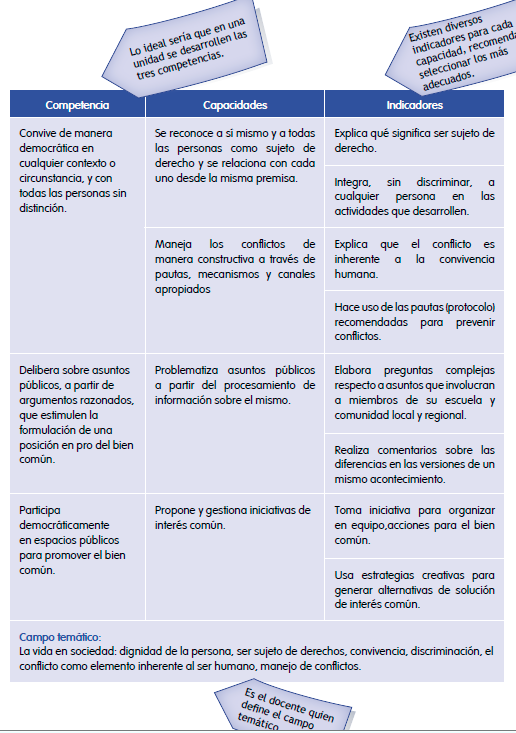 Lo ideal sería que en una
unidad se desarrollen las
tres competencias.
Existen diversos
indicadores para cada
capacidad, recomenda
seleccionar los más
adecuados.
Competencia
Capacidades
Indicadores
Convive de manera
democrática en
cualquier contexto o
circunstancia, y con
todas las personas sin
distinción.
Se reconoce a sí mismo y a todas
las personas como sujeto de
derecho y se relaciona con cada
uno desde la misma premisa.
Explica qué significa ser sujeto de
derecho.
Integra, sin discriminar, a
cualquier persona en las
actividades que desarrollen.
Maneja los conflictos de
manera constructiva a través de
pautas, mecanismos y canales
apropiados
Explica que el conflicto es
inherente a la convivencia
humana.
Hace uso de las pautas (protocolo)
recomendadas para prevenir
conflictos.
Delibera sobre asuntos
públicos, a partir de
argumentos razonados,
que estimulen la
formulación de una
posición en pro del bien
común.
Problematiza asuntos públicos
a partir del procesamiento de
información sobre el mismo.
Elabora preguntas complejas
respecto a asuntos que involucran
a miembros de su escuela y
comunidad local y regional.
Realiza comentarios sobre las
diferencias en las versiones de un
mismo acontecimiento.
Participa
democráticamente
en espacios públicos
para promover el bien
común.
Propone y gestiona iniciativas de
interés común.
Toma iniciativa para organizar
en equipo,acciones para el bien
común.
Usa estrategias creativas para
generar alternativas de solución
de interés común.
Campo temático:
La vida en sociedad: dignidad de la persona, ser sujeto de derechos, convivencia, discriminación, el
conflicto como elemento inherente al ser humano, manejo de conflictos.
Es el docente quien
define el campo
temático